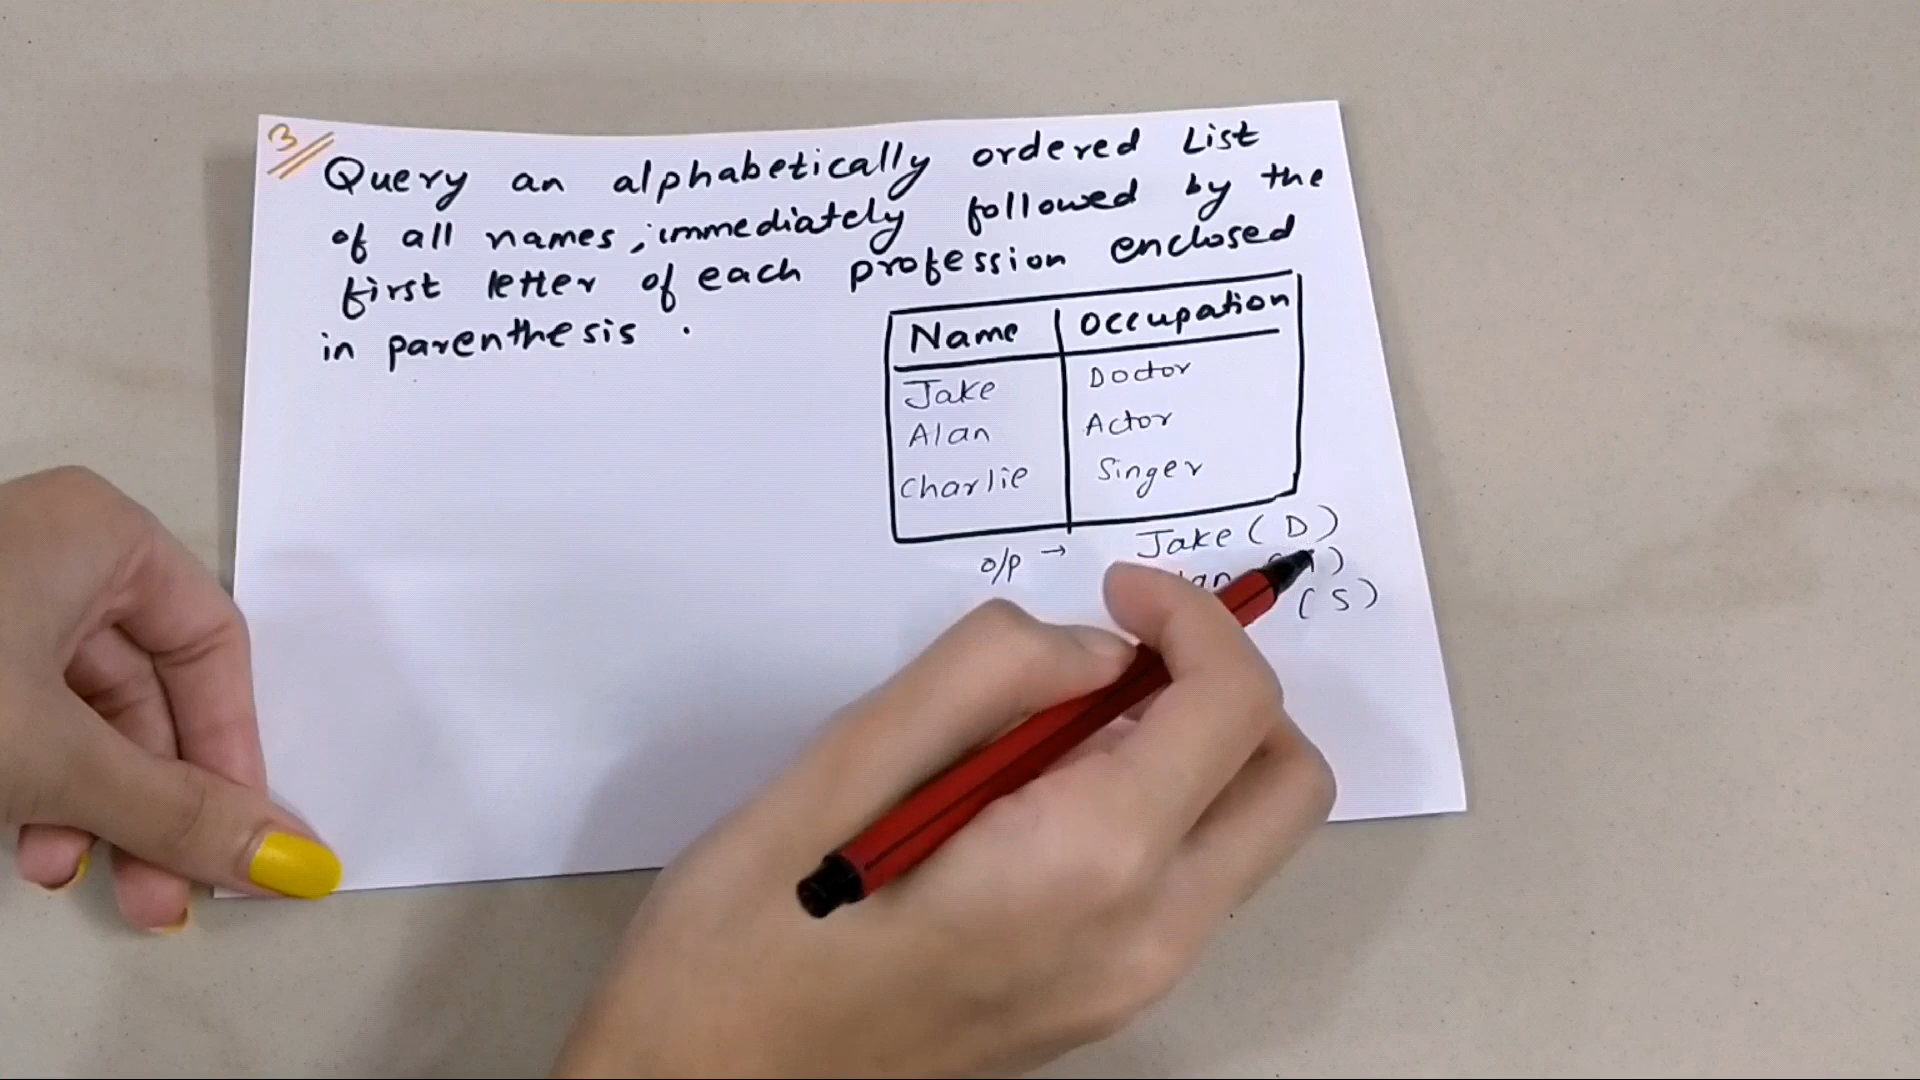 3
Query an alphabetically ordered List
of all names, immediately followed by the
first letter of each profession enclosed
in parenthesis .
Name Occupation
Jake Doctor
Alan Actor
Charlie Singer
o/p → Jake ( D )
(S)